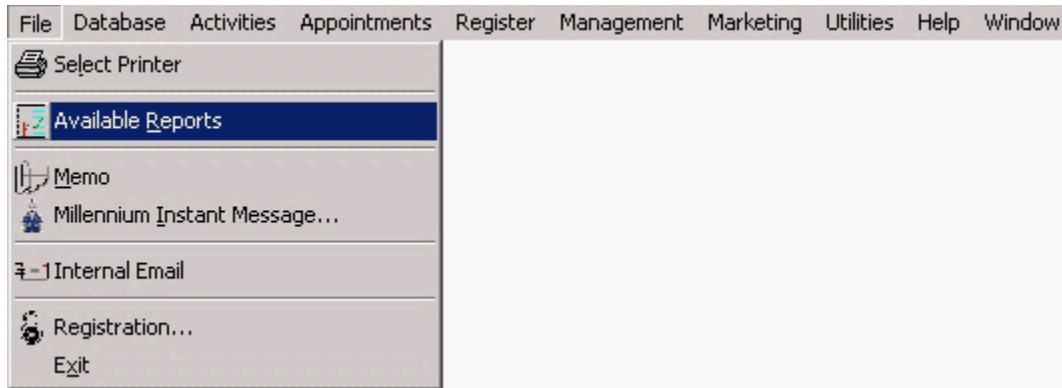 File Database Activities Appointments Register Management Marketing Utilities Help Window
Select Printer
Available Reports
Memo
Millennium Instant Message...
Internal Email
Registration...
Exit